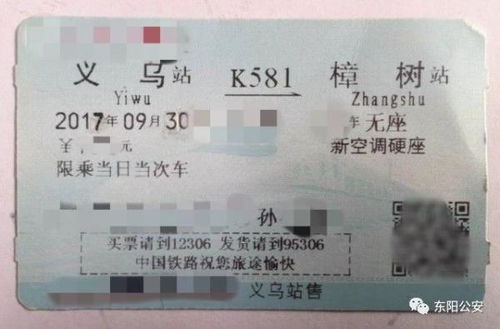 义乌站 K581 樟树站
Yiwu Zhangshu
2017年09月30 车无座
元 新空调硬座
限乘当日当次车
孙
买票请到12306 发货请到95306
中国铁路祝您旅途愉快
义乌站售
东阳公安